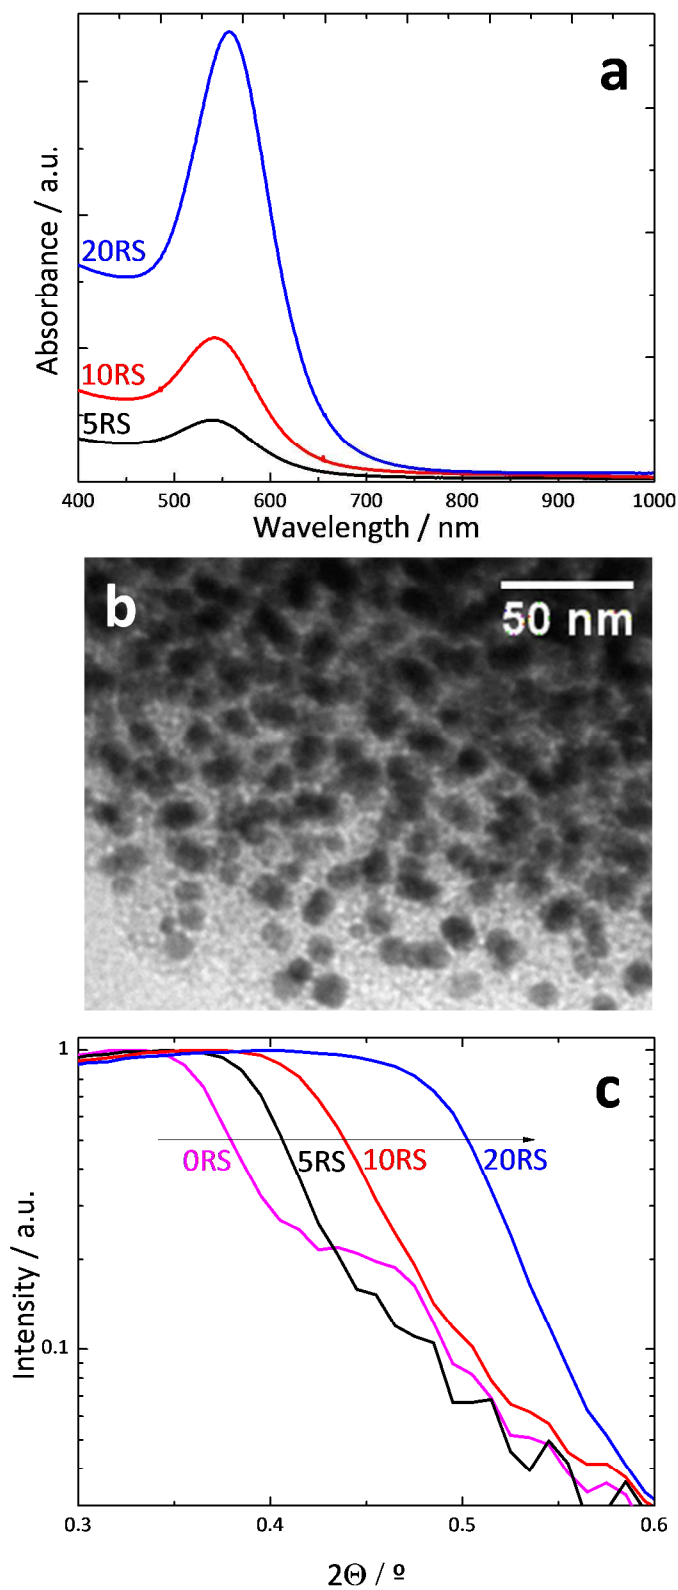 a
Absorbance / a.u.
20RS
10RS
5RS
400 500 600 700 800 900 1000
Wavelength / nm
b
50 nm
1
c
0RS 5RS 10RS 20RS
Intensity / a.u.
0.1
0.3 0.4 0.5 0.6
2Θ / º